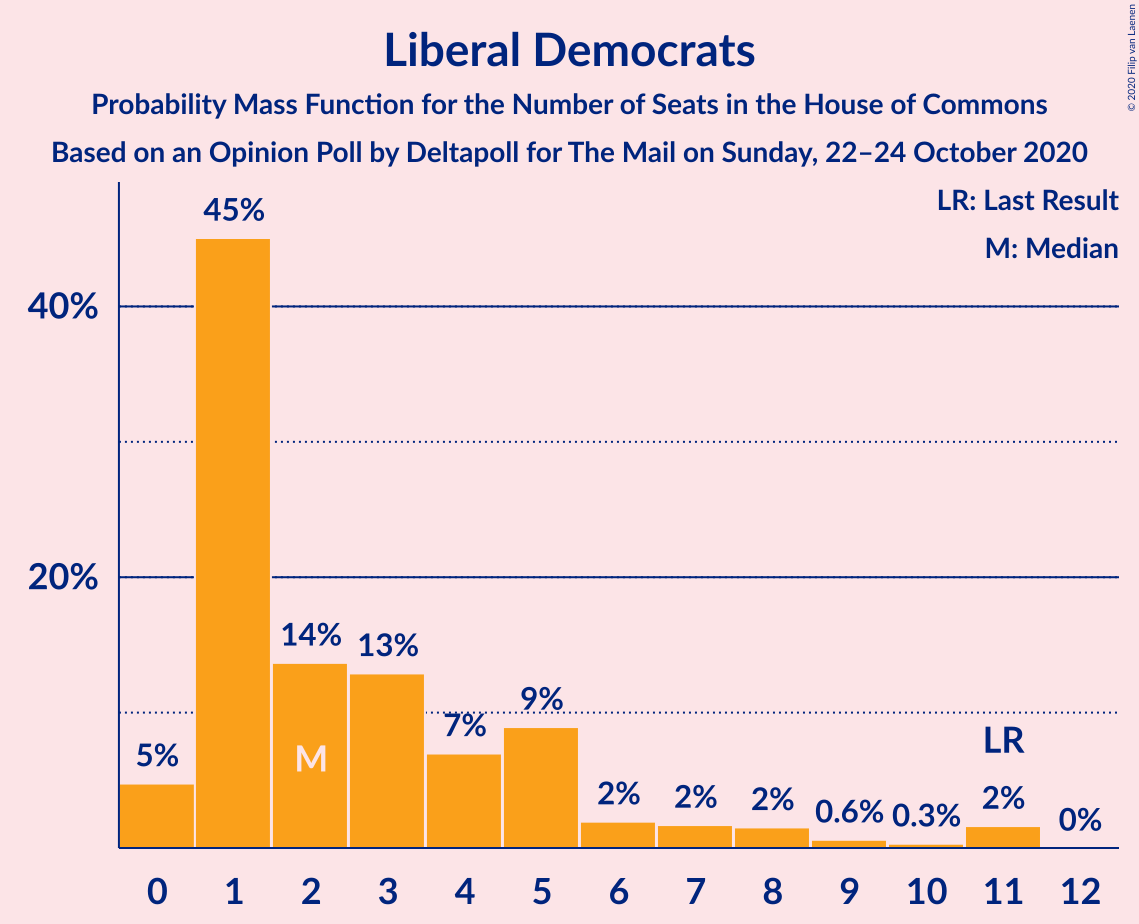 © 2020 Filip van Laenen
Liberal Democrats
Probability Mass Function for the Number of Seats in the House of Commons
Based on an Opinion Poll by Deltapoll for The Mail on Sunday, 22–24 October 2020
LR: Last Result
M: Median
45%
40%
20%
14%
13%
9%
7%
LR
5%
M
2%
2%
2%
0.6%
0.3%
2%
0%
0 1 2 3 4 5 6 7 8 9 10 11 12